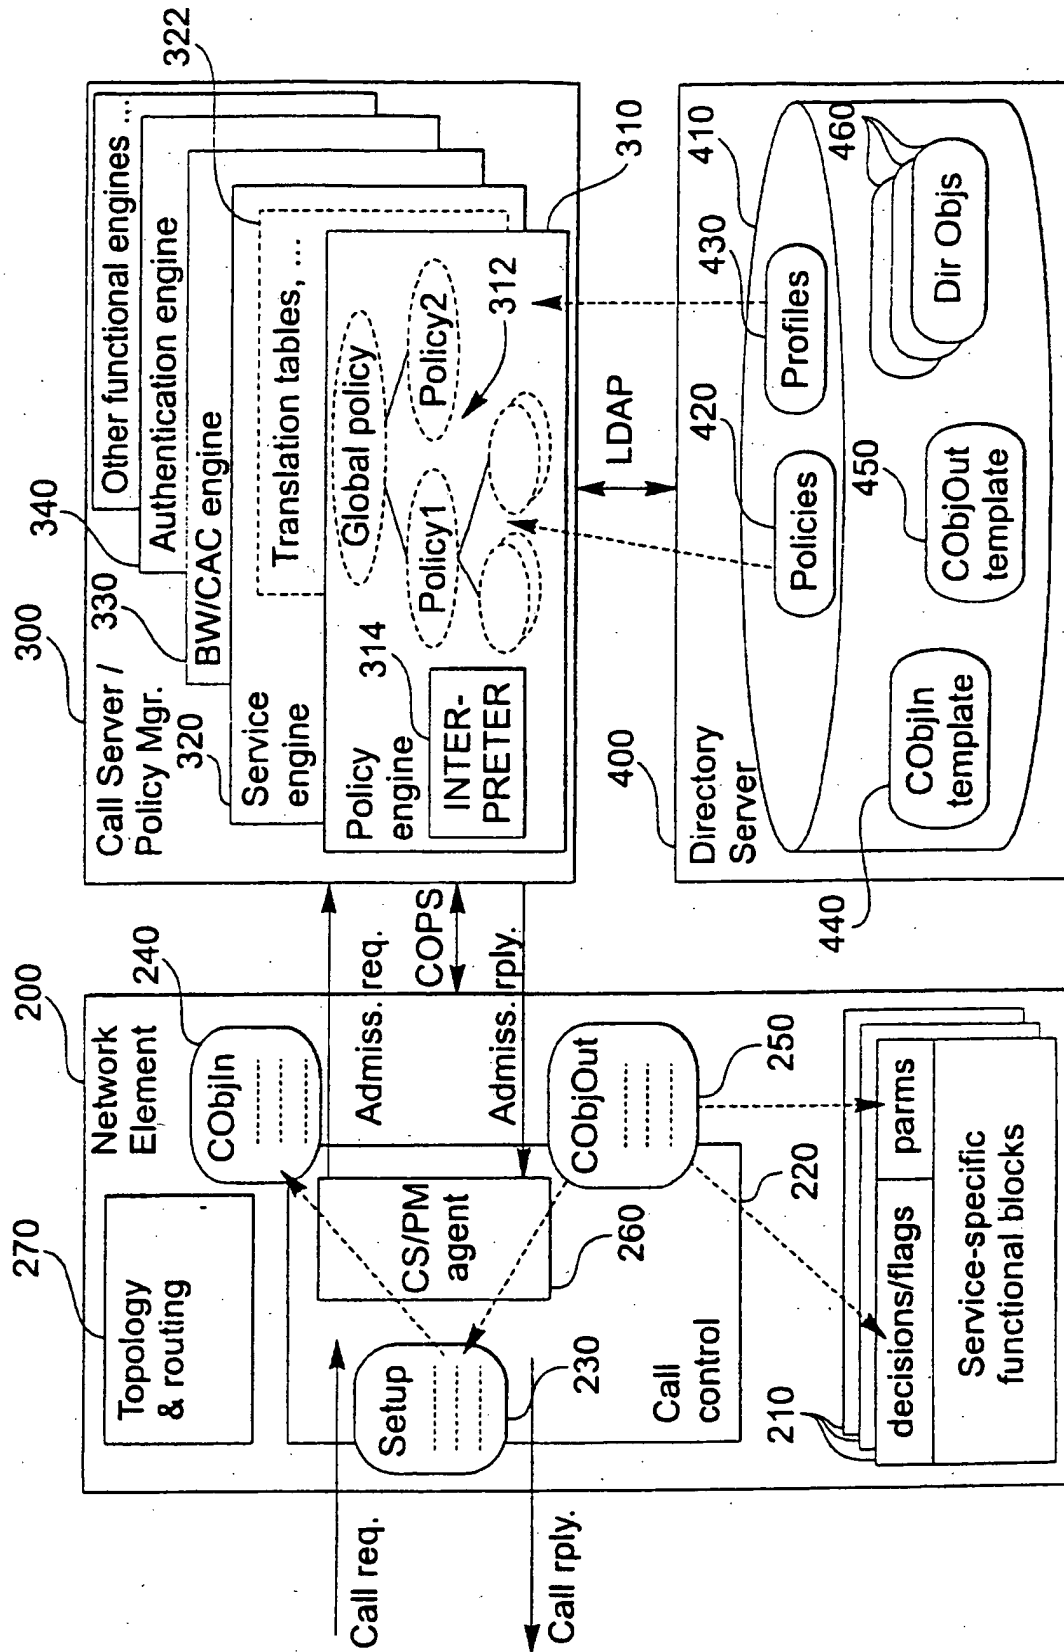 200
270
Network
Element
240
Topology
& routing
CObjIn
Call req.
Setup
230
CS/PM
agent
260
Admiss. req.
COPS
Admiss. rply.
Call rply.
CObjOut
250
Call
control
220
210
decisions/flags
parms
Service-specific
functional blocks
300
Call Server /
Policy Mgr.
340
330
320
322
Other functional engines ...
Authentication engine
BW/CAC engine
Service
engine
Translation tables, ...
Policy
engine
314
INTER-
PRETER
Global policy
Policy1
Policy2
312
310
LDAP
400
Directory
Server
420
430
410
Policies
Profiles
440
CObjIn
template
450
CObjOut
template
460
Dir Objs